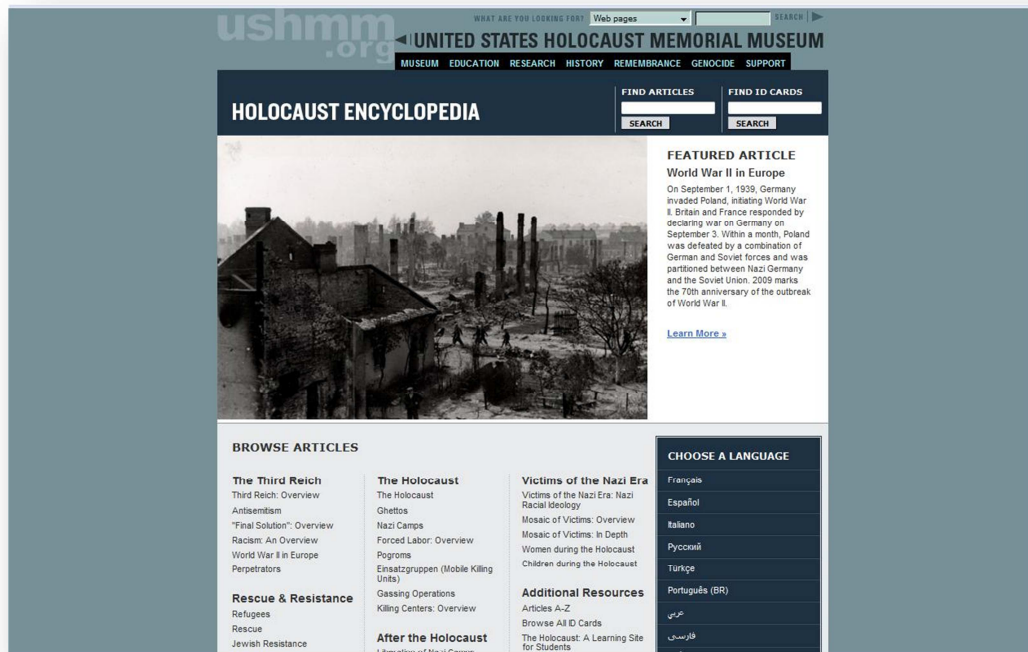 ushmm
.org
WHAT ARE YOU LOOKING FOR? Web pages SEARCH
UNITED STATES HOLOCAUST MEMORIAL MUSEUM
MUSEUM EDUCATION RESEARCH HISTORY REMEMBRANCE GENOCIDE SUPPORT
HOLOCAUST ENCYCLOPEDIA
FIND ARTICLES
SEARCH
FIND ID CARDS
SEARCH
FEATURED ARTICLE
World War II in Europe
On September 1, 1939, Germany
invaded Poland, initiating World War
II. Britain and France responded by
declaring war on Germany on
September 3. Within a month, Poland
was defeated by a combination of
German and Soviet forces and was
partitioned between Nazi Germany
and the Soviet Union. 2009 marks
the 70th anniversary of the outbreak
of World War II.
Learn More »
BROWSE ARTICLES
The Third Reich
Third Reich: Overview
Antisemitism
"Final Solution": Overview
Racism: An Overview
World War II in Europe
Perpetrators
Rescue & Resistance
Refugees
Rescue
Jewish Resistance
The Holocaust
The Holocaust
Ghettos
Nazi Camps
Forced Labor: Overview
Pogroms
Einsatzgruppen (Mobile Killing
Units)
Gassing Operations
Killing Centers: Overview
After the Holocaust
Victims of the Nazi Era
Victims of the Nazi Era: Nazi
Racial Ideology
Mosaic of Victims: Overview
Mosaic of Victims: In Depth
Women during the Holocaust
Children during the Holocaust
Additional Resources
Articles A-Z
Browse All ID Cards
The Holocaust: A Learning Site
for Students
CHOOSE A LANGUAGE
Français
Español
Italiano
Русский
Türkçe
Português (BR)
عربي
فارسی